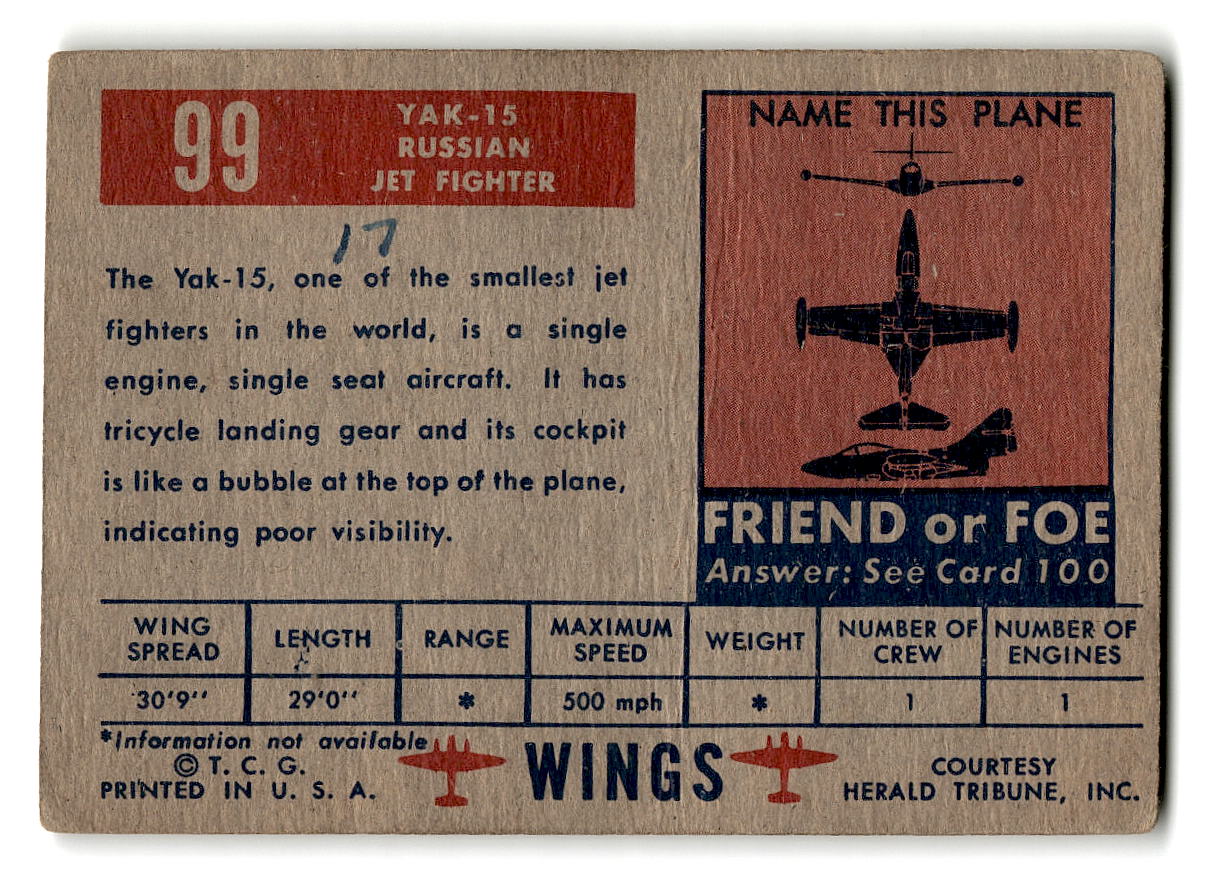 99
YAK-15
RUSSIAN
JET FIGHTER
17
The Yak-15, one of the smallest jet
fighters in the world, is a single
engine, single seat aircraft. It has
tricycle landing gear and its cockpit
is like a bubble at the top of the plane,
indicating poor visibility.
NAME THIS PLANE
FRIEND or FOE
Answer: See Card 100
WING SPREAD LENGTH RANGE MAXIMUM SPEED WEIGHT NUMBER OF CREW NUMBER OF ENGINES
30'9'' 29'0'' * 500 mph * 1 1
*Information not available
© T. C. G.
PRINTED IN U. S. A.
WINGS
COURTESY
HERALD TRIBUNE, INC.